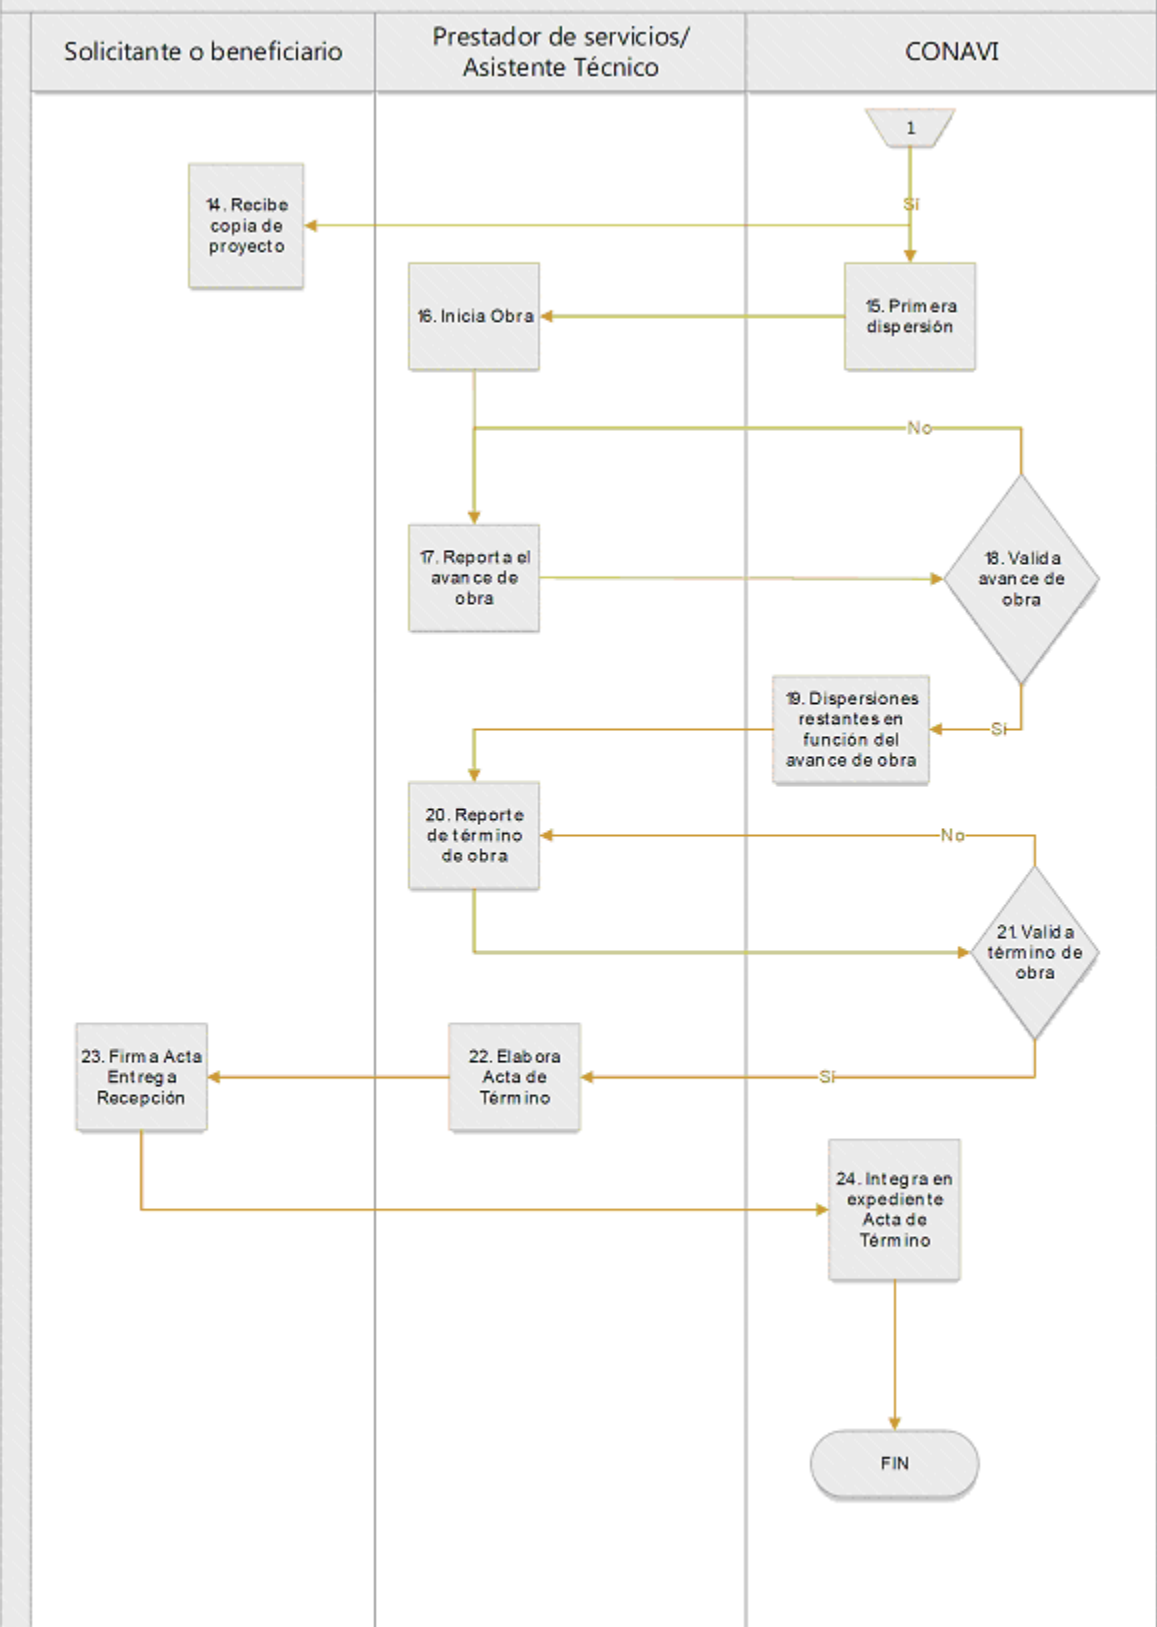 Solicitante o beneficiario
Prestador de servicios/
Asistente Técnico
CONAVI
1
Sí
14. Recibe
copia de
proyecto
15. Primera
dispersión
16. Inicia Obra
No
17. Reporta el
avance de
obra
18. Valida
avance de
obra
Sí
19. Dispersiones
restantes en
función del
avance de obra
20. Reporte
de término
de obra
No
21. Valida
término de
obra
Sí
22. Elabora
Acta de
Término
23. Firma Acta
Entrega
Recepción
24. Integra en
expediente
Acta de
Término
FIN